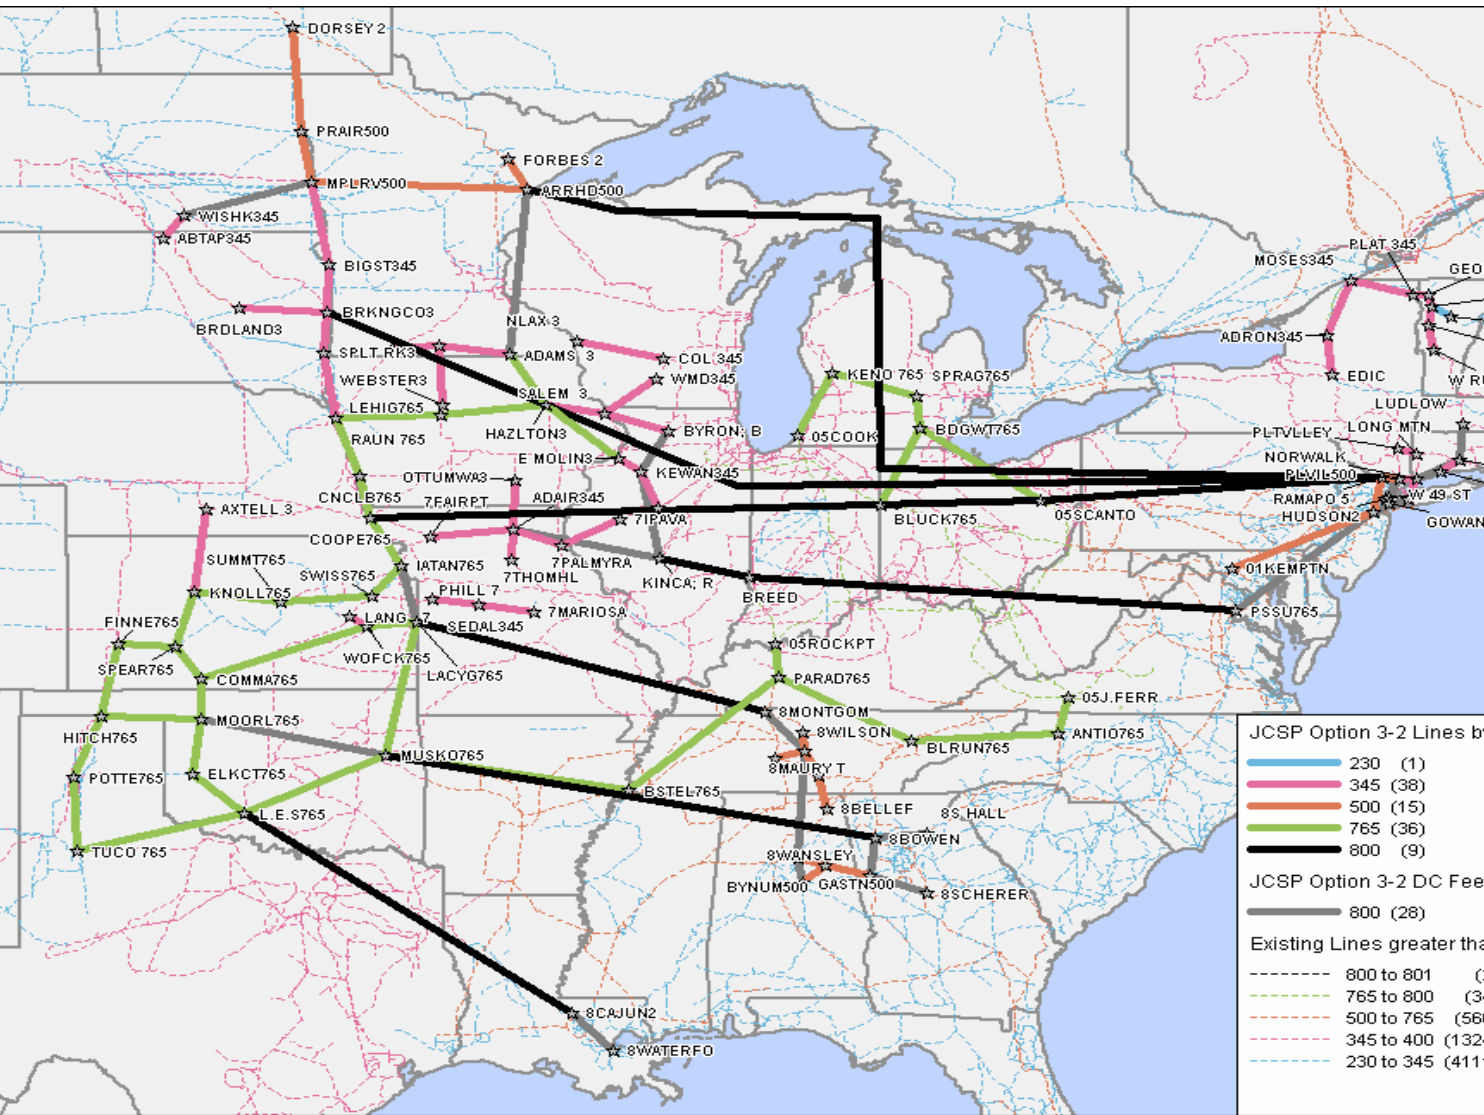 DORSEY 2
PRAIR500
FORBES 2
MPLRV500
ARRHD500
WISHK345
ABTAP345
PLAT 345
MOSES345
GEO
BIGST345
BRKNGCO3
BRDLAND3
NLAX 3
ADRON345
SPLT RK3
ADAMS 3
COL 345
WEBSTER3
WMD345
KENO 765
SPRAG765
EDIC
W RU
SALEM 3
LEHIG765
LUDLOW
HAZLTON3
BYRON; B
05COOK
BDGWT765
LONG MTN
PLTVLLEY
RAUN 765
E MOLIN3
NORWALK
KEWAN345
PLVIL500
OTTUMWA3
CNCLB765
7FAIRPT
ADAIR345
RAMAPO 5
W 49 ST
AXTELL 3
7IPAVA
BLUCK765
05SCANTO
HUDSON2
GOWAN
COOPE765
SUMMT765
SWISS765
IATAN765
7PALMYRA
7THOMHL
KINCA; R
01KEMPTN
KNOLL765
PHILL 7
BREED
7MARIOSA
PSSU765
FINNE765
LANG 7
SEDAL345
SPEAR765
WOFCK765
LACYG765
05ROCKPT
COMMA765
PARAD765
05J.FERR
8MONTGOM
HITCH765
MOORL765
8WILSON
BLRUN765
ANTIO765
POTTE765
ELKCT765
MUSKO765
8MAURY T
BSTEL765
8BELLEF
L.E.S765
8S.HALL
8BOWEN
TUCO 765
8WANSLEY
BYNUM500
GASTN500
8SCHERER
8CAJUN2
8WATERFO
JCSP Option 3-2 Lines by
230 (1)
345 (38)
500 (15)
765 (36)
800 (9)
JCSP Option 3-2 DC Fee
800 (28)
Existing Lines greater tha
800 to 801
765 to 800 (3
500 to 765 (56
345 to 400 (132
230 to 345 (411